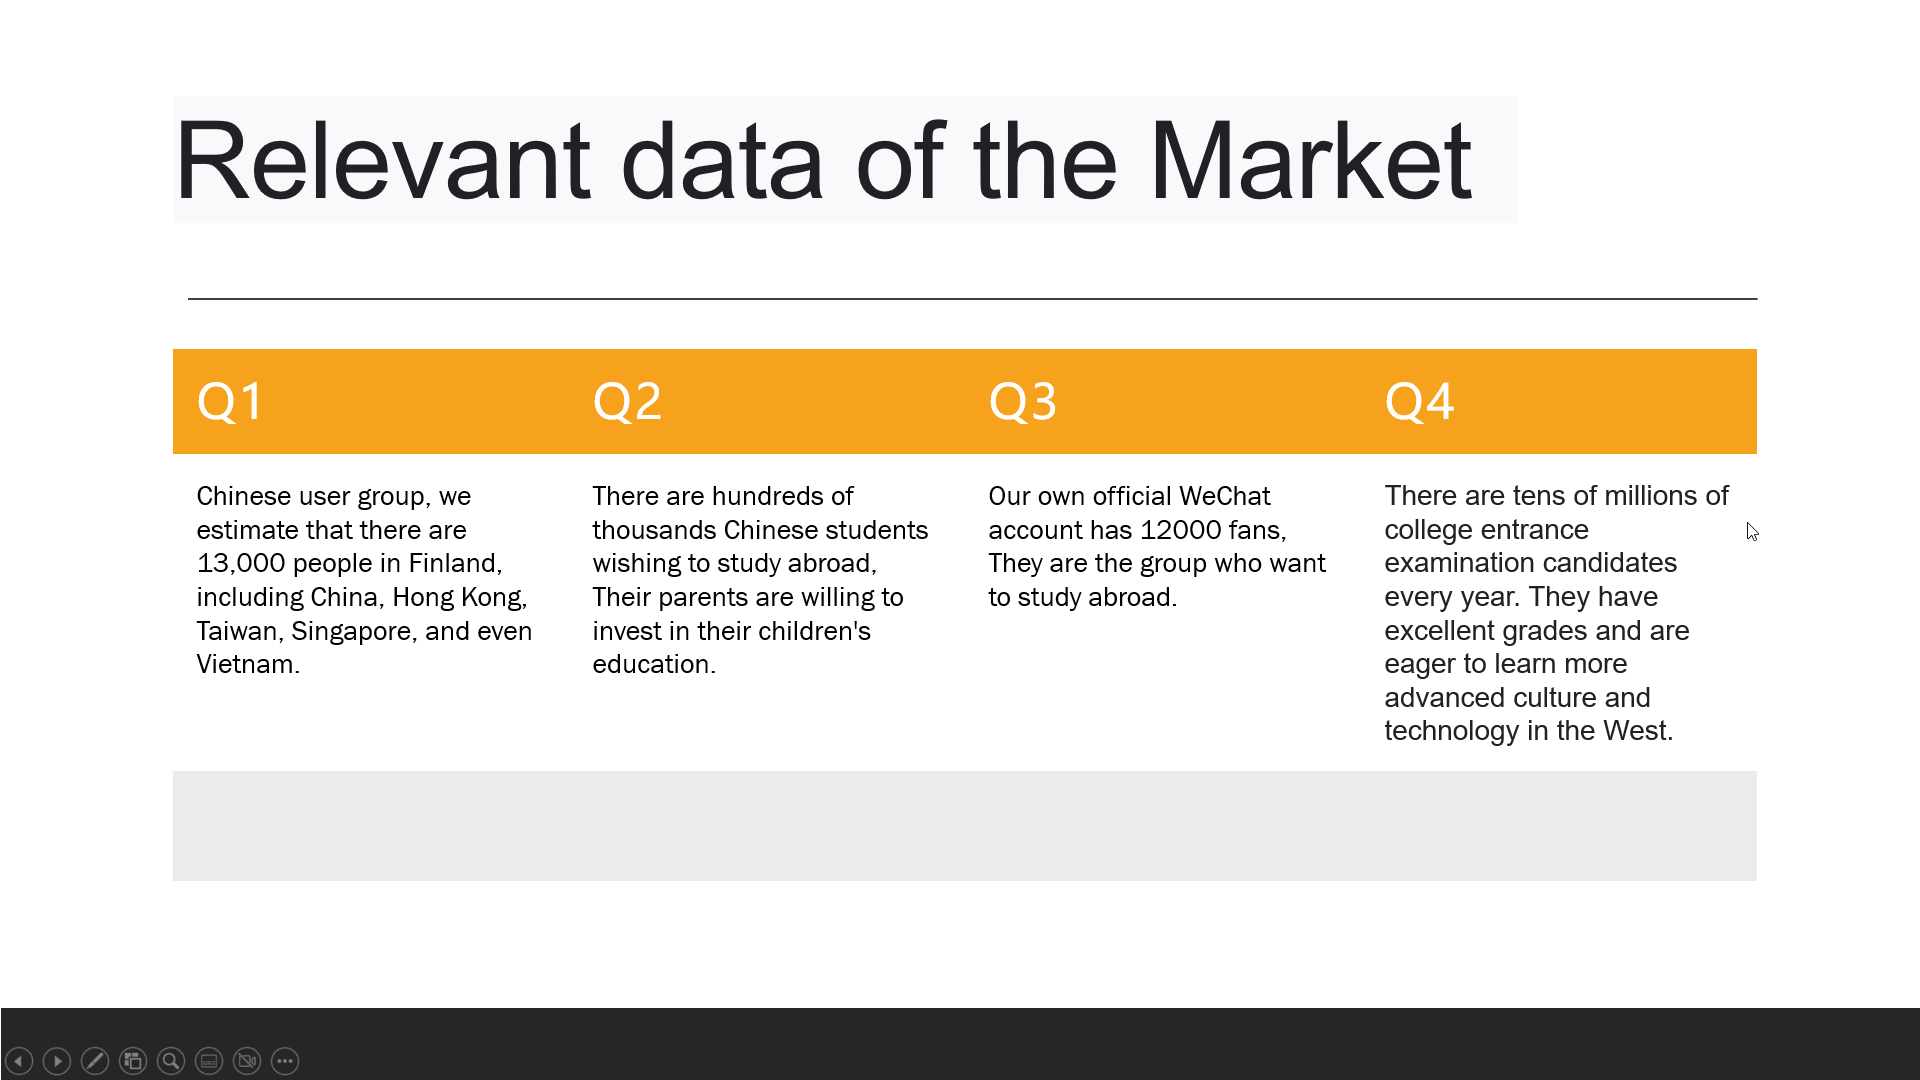 Relevant data of the Market
Q1
Q2
Q3
Q4
Chinese user group, we
estimate that there are
13,000 people in Finland,
including China, Hong Kong,
Taiwan, Singapore, and even
Vietnam.
There are hundreds of
thousands Chinese students
wishing to study abroad,
Their parents are willing to
invest in their children's
education.
Our own official WeChat
account has 12000 fans,
They are the group who want
to study abroad.
There are tens of millions of
college entrance
examination candidates
every year. They have
excellent grades and are
eager to learn more
advanced culture and
technology in the West.